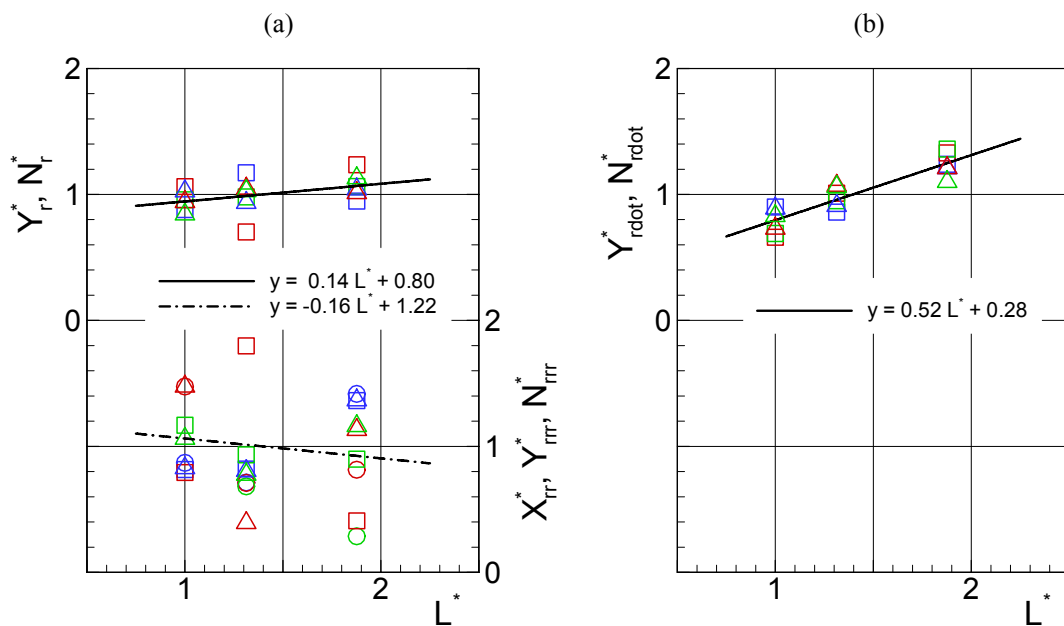 (a)
(b)
2
1
0
Y*r, N*r
y = 0.14 L* + 0.80
y = -0.16 L* + 1.22
2
1
0
X*rr, Y*rrr, N*rrr
1
2
L*
2
1
0
Y*rdot, N*rdot
y = 0.52 L* + 0.28
1
2
L*